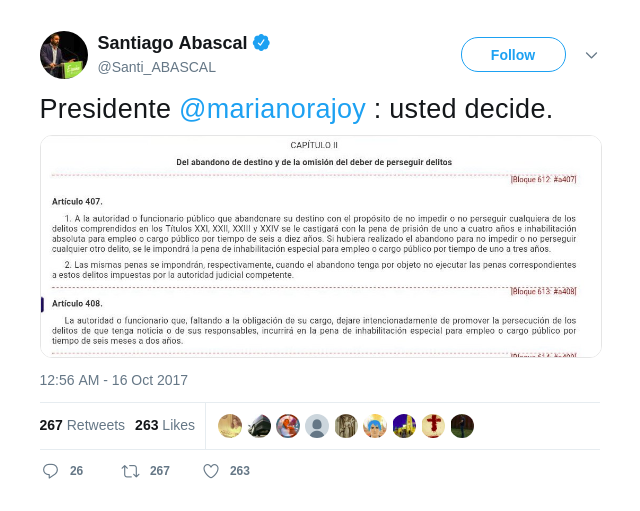 Santiago Abascal
@Santi_ABASCAL
Follow
Presidente @marianorajoy : usted decide.
CAPÍTULO II
Del abandono de destino y de la omisión del deber de perseguir delitos
[Bloque 612: #a407]
Artículo 407.
1. A la autoridad o funcionario público que abandonare su destino con el propósito de no impedir o no perseguir cualquiera de los
delitos comprendidos en los Títulos XXI, XXII, XXIII y XXIV se le castigará con la pena de prisión de uno a cuatro años e inhabilitación
absoluta para empleo o cargo público por tiempo de seis a diez años. Si hubiera realizado el abandono para no impedir o no perseguir
cualquier otro delito, se le impondrá la pena de inhabilitación especial para empleo o cargo público por tiempo de uno a tres años.
2. Las mismas penas se impondrán, respectivamente, cuando el abandono tenga por objeto no ejecutar las penas correspondientes
a estos delitos impuestas por la autoridad judicial competente.
[Bloque 613: #a408]
Artículo 408.
La autoridad o funcionario que, faltando a la obligación de su cargo, dejare intencionadamente de promover la persecución de los
delitos de que tenga noticia o de sus responsables, incurrirá en la pena de inhabilitación especial para empleo o cargo público por
tiempo de seis meses a dos años.
12:56 AM - 16 Oct 2017
267 Retweets 263 Likes
26 267 263